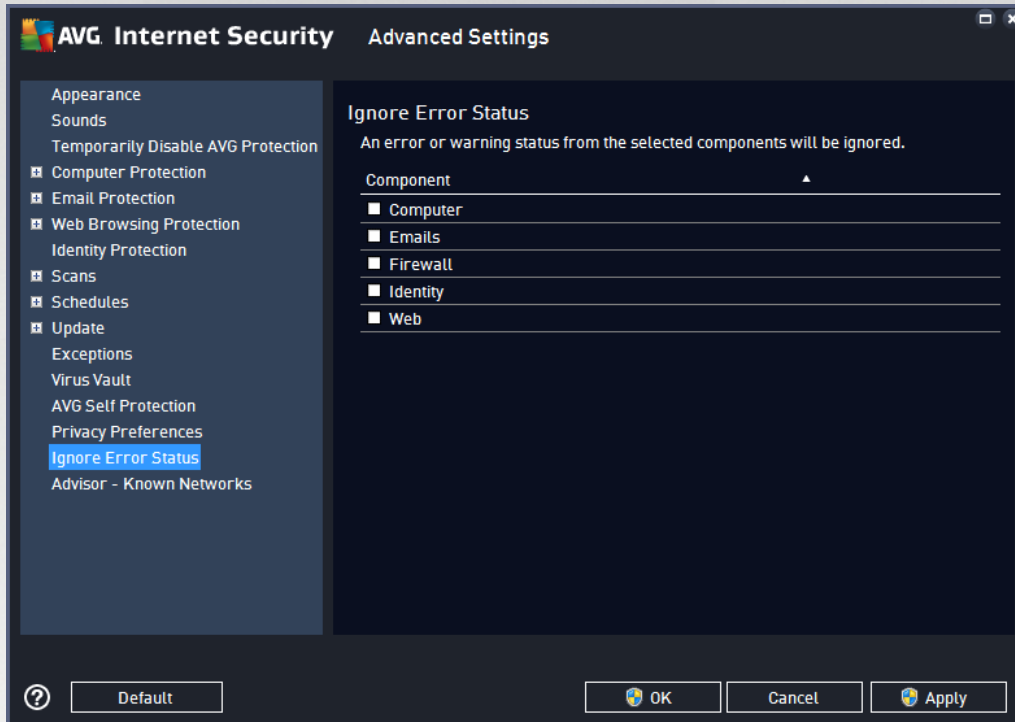 AVG Internet Security Advanced Settings
Appearance
Sounds
Temporarily Disable AVG Protection
Computer Protection
Email Protection
Web Browsing Protection
Identity Protection
Scans
Schedules
Update
Exceptions
Virus Vault
AVG Self Protection
Privacy Preferences
Ignore Error Status
Advisor - Known Networks
Ignore Error Status
An error or warning status from the selected components will be ignored.
Component
Computer
Emails
Firewall
Identity
Web
? Default OK Cancel Apply